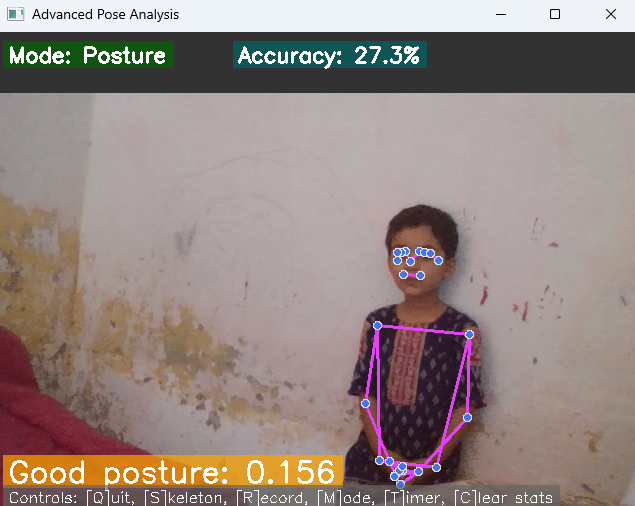 Advanced Pose Analysis
Mode: Posture
Accuracy: 27.3%
Good posture: 0.156
Controls: [Q]uit, [S]keleton, [R]ecord, [M]ode, [T]imer, [C]lear stats